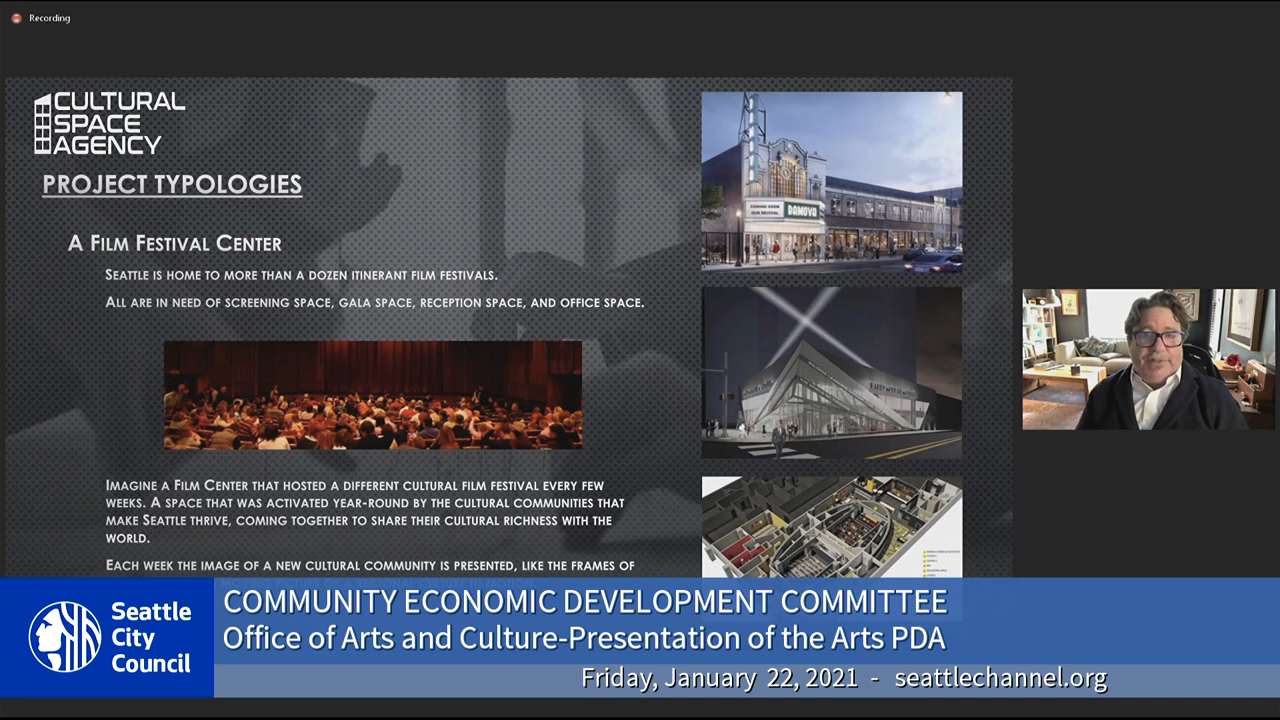 Recording
CULTURAL
SPACE
AGENCY
PROJECT TYPOLOGIES
A FILM FESTIVAL CENTER
SEATTLE IS HOME TO MORE THAN A DOZEN ITINERANT FILM FESTIVALS.
ALL ARE IN NEED OF SCREENING SPACE, GALA SPACE, RECEPTION SPACE, AND OFFICE SPACE.
IMAGINE A FILM CENTER THAT HOSTED A DIFFERENT CULTURAL FILM FESTIVAL EVERY FEW
WEEKS. A SPACE THAT WAS ACTIVATED YEAR-ROUND BY THE CULTURAL COMMUNITIES THAT
MAKE SEATTLE THRIVE, COMING TOGETHER TO SHARE THEIR CULTURAL RICHNESS WITH THE
WORLD.
EACH WEEK THE IMAGE OF A NEW CULTURAL COMMUNITY IS PRESENTED, LIKE THE FRAMES OF
COMING SOON
OUR REVIVAL
DAMOVA
Seattle
City
Council
COMMUNITY ECONOMIC DEVELOPMENT COMMITTEE
Office of Arts and Culture-Presentation of the Arts PDA
Friday, January 22, 2021 - seattlechannel.org